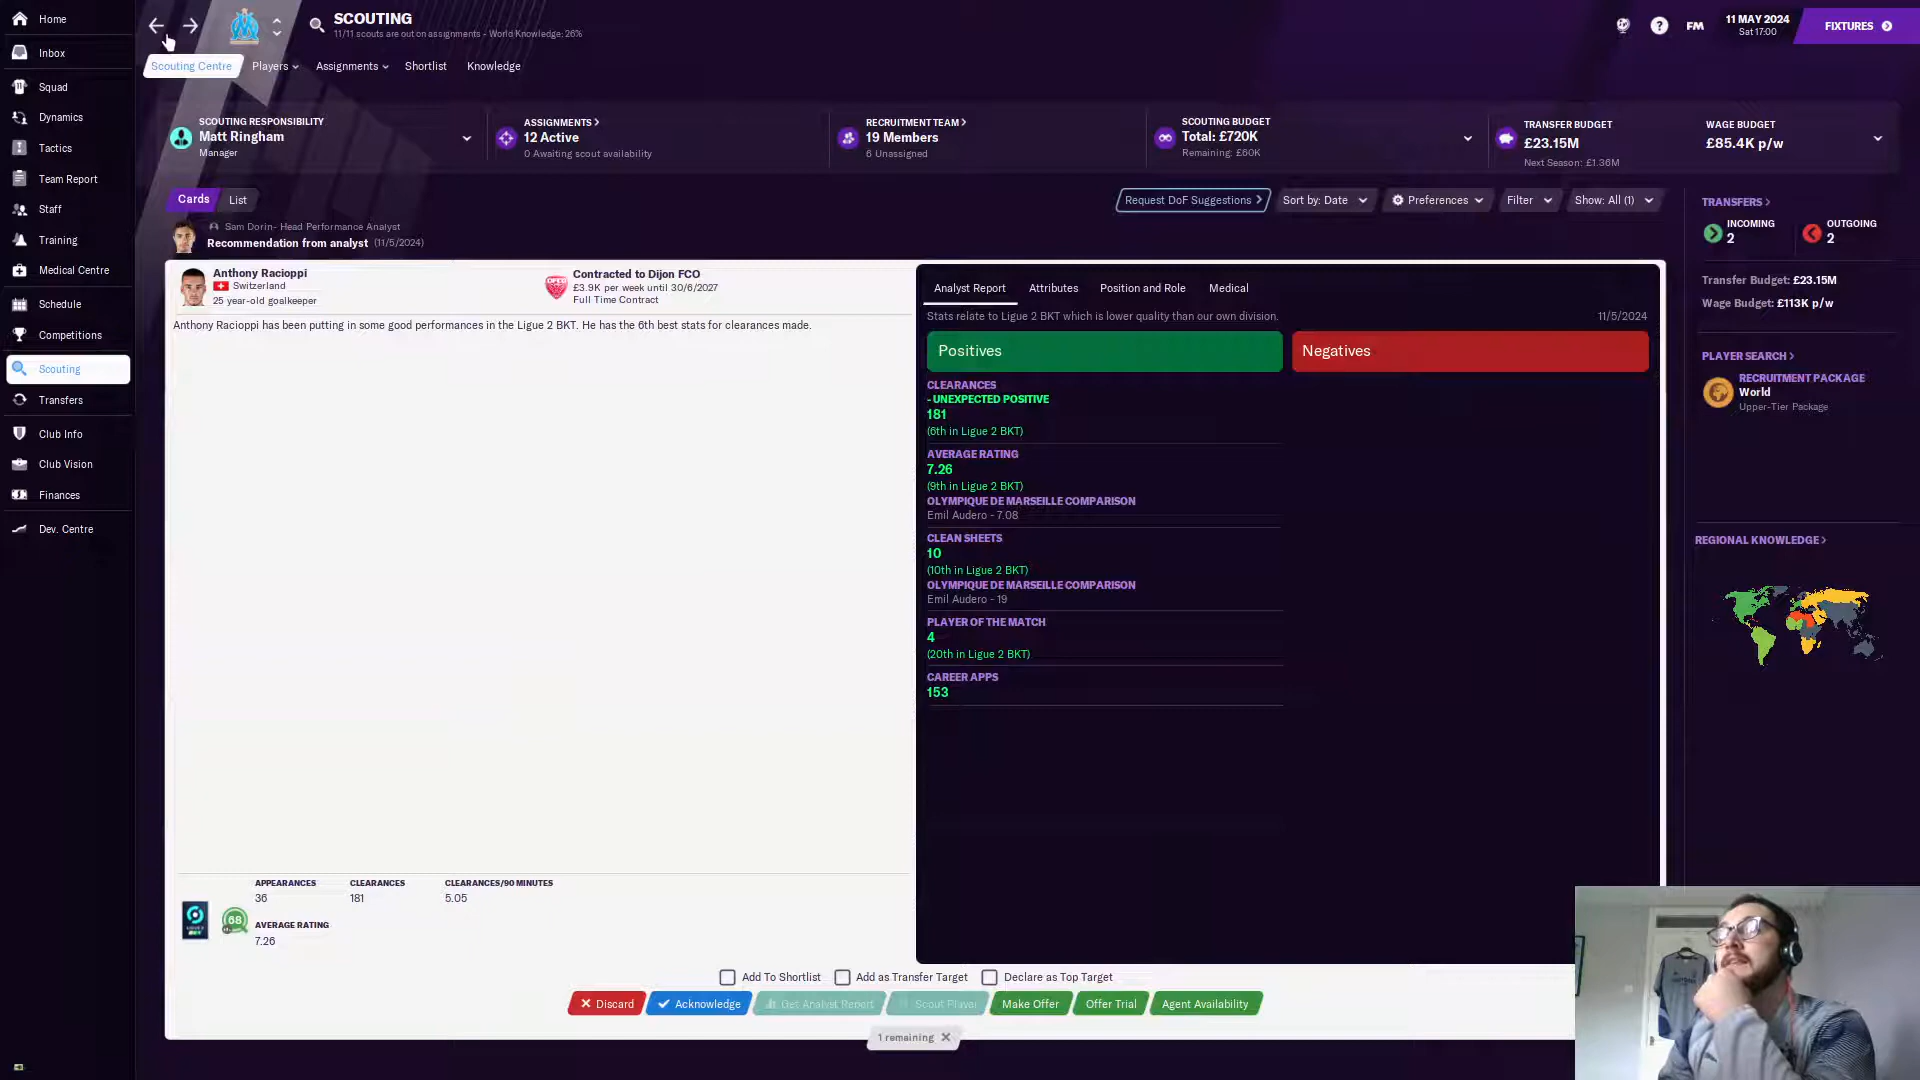 Home
Inbox
Squad
Dynamics
Tactics
Team Report
Staff
Training
Medical Centre
Schedule
Competitions
Scouting
Transfers
Club Info
Club Vision
Finances
Dev. Centre
SCOUTING
11/11 scouts are out on assignments - World Knowledge: 26%
FM
11 MAY 2024
Sat 17:00
FIXTURES
Scouting Centre
Players
Assignments
Shortlist
Knowledge
SCOUTING RESPONSIBILITY
Matt Ringham
Manager
ASSIGNMENTS
12 Active
0 Awaiting scout availability
RECRUITMENT TEAM
19 Members
6 Unassigned
SCOUTING BUDGET
Total: £720K
Remaining: £60K
TRANSFER BUDGET
£23.15M
Next Season: £1.36M
WAGE BUDGET
£85.4K p/w
Cards
List
Request DoF Suggestions
Sort by: Date
Preferences
Filter
Show: All (1)
Sam Dorin- Head Performance Analyst
Recommendation from analyst (11/5/2024)
Anthony Racioppi
Switzerland
25 year-old goalkeeper
Contracted to Dijon FCO
£3.9K per week until 30/6/2027
Full Time Contract
Anthony Racioppi has been putting in some good performances in the Ligue 2 BKT. He has the 6th best stats for clearances made.
APPEARANCES
36
CLEARANCES
181
CLEARANCES/90 MINUTES
5.05
68
AVERAGE RATING
7.26
Analyst Report
Attributes
Position and Role
Medical
Stats relate to Ligue 2 BKT which is lower quality than our own division.
11/5/2024
Positives
Negatives
CLEARANCES
- UNEXPECTED POSITIVE
181
(6th in Ligue 2 BKT)
AVERAGE RATING
7.26
(9th in Ligue 2 BKT)
OLYMPIQUE DE MARSEILLE COMPARISON
Emil Audero - 7.08
CLEAN SHEETS
10
(10th in Ligue 2 BKT)
OLYMPIQUE DE MARSEILLE COMPARISON
Emil Audero - 19
PLAYER OF THE MATCH
4
(20th in Ligue 2 BKT)
CAREER APPS
153
Add To Shortlist
Add as Transfer Target
Declare as Top Target
Discard
Acknowledge
Get Analyst Report
Scout Player
Make Offer
Offer Trial
Agent Availability
1 remaining
TRANSFERS
INCOMING
2
OUTGOING
2
Transfer Budget: £23.15M
Wage Budget: £113K p/w
PLAYER SEARCH
RECRUITMENT PACKAGE
World
Upper-Tier Package
REGIONAL KNOWLEDGE